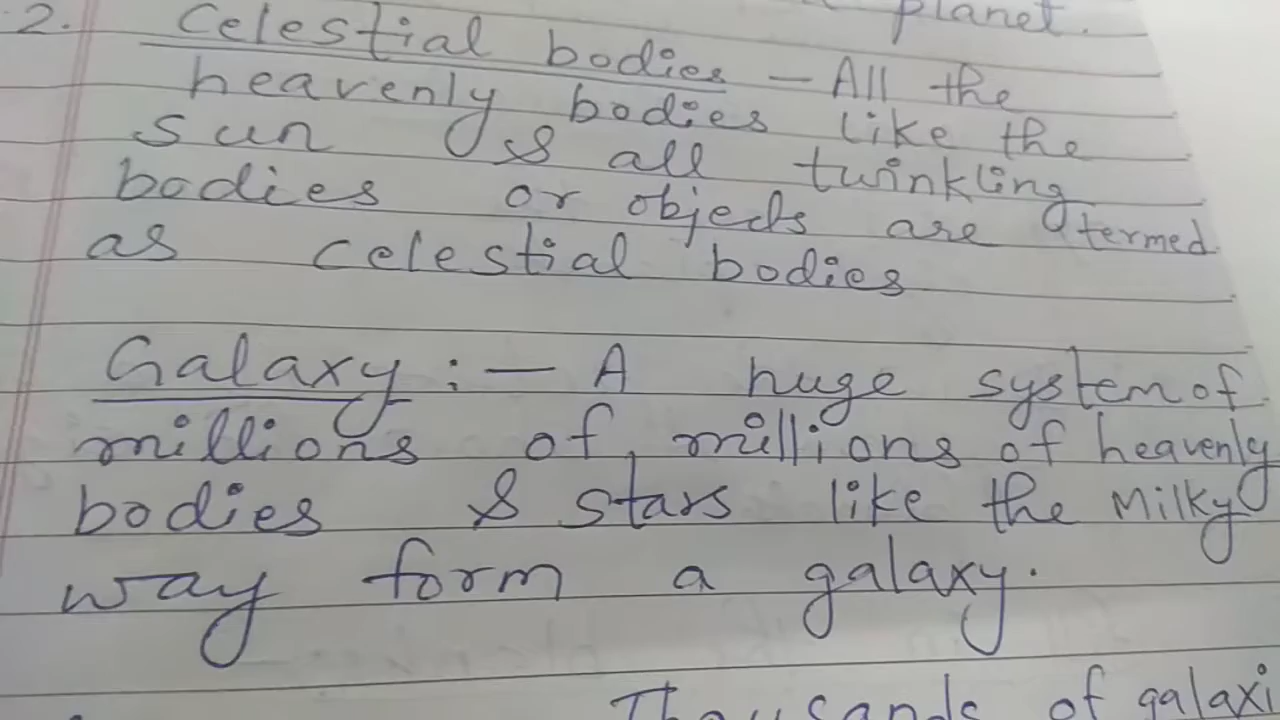 planet.
2. Celestial bodies - All the
heavenly bodies like the
sun & all twinkling
bodies or objects are termed
as celestial bodies
Galaxy :- A huge system of
millions of millions of heavenly
bodies & stars like the Milky
way form a galaxy.
Thousands of galaxi